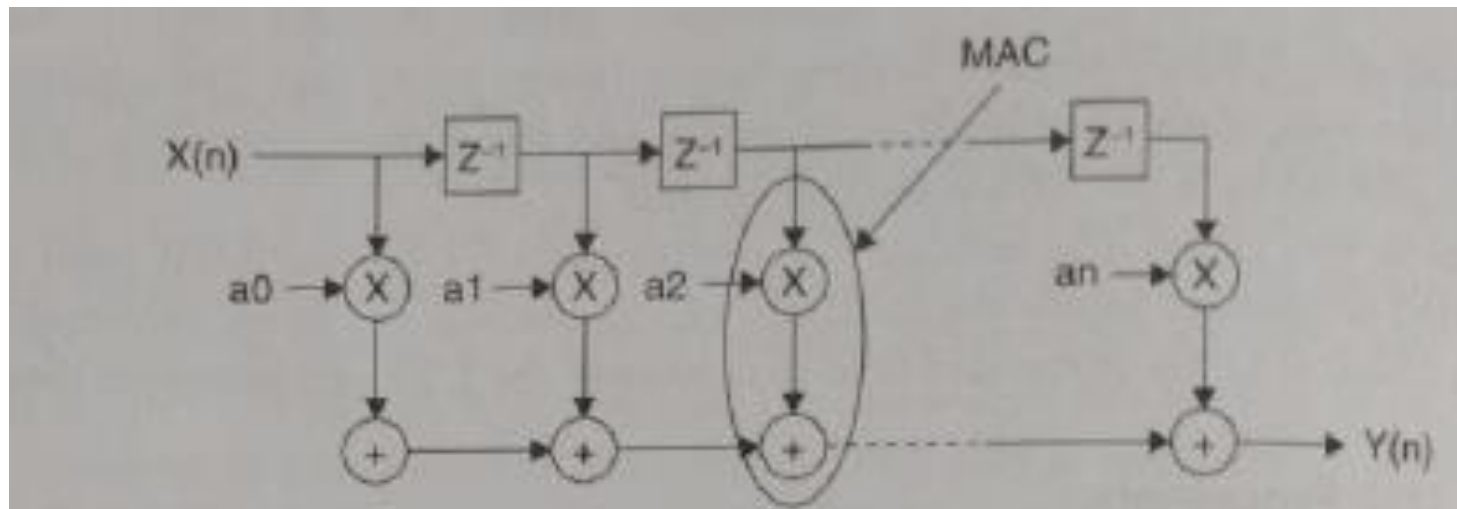 MAC
X(n) Z⁻¹ Z⁻¹ Z⁻¹
a0 X a1 X a2 X an X
+ + + + Y(n)